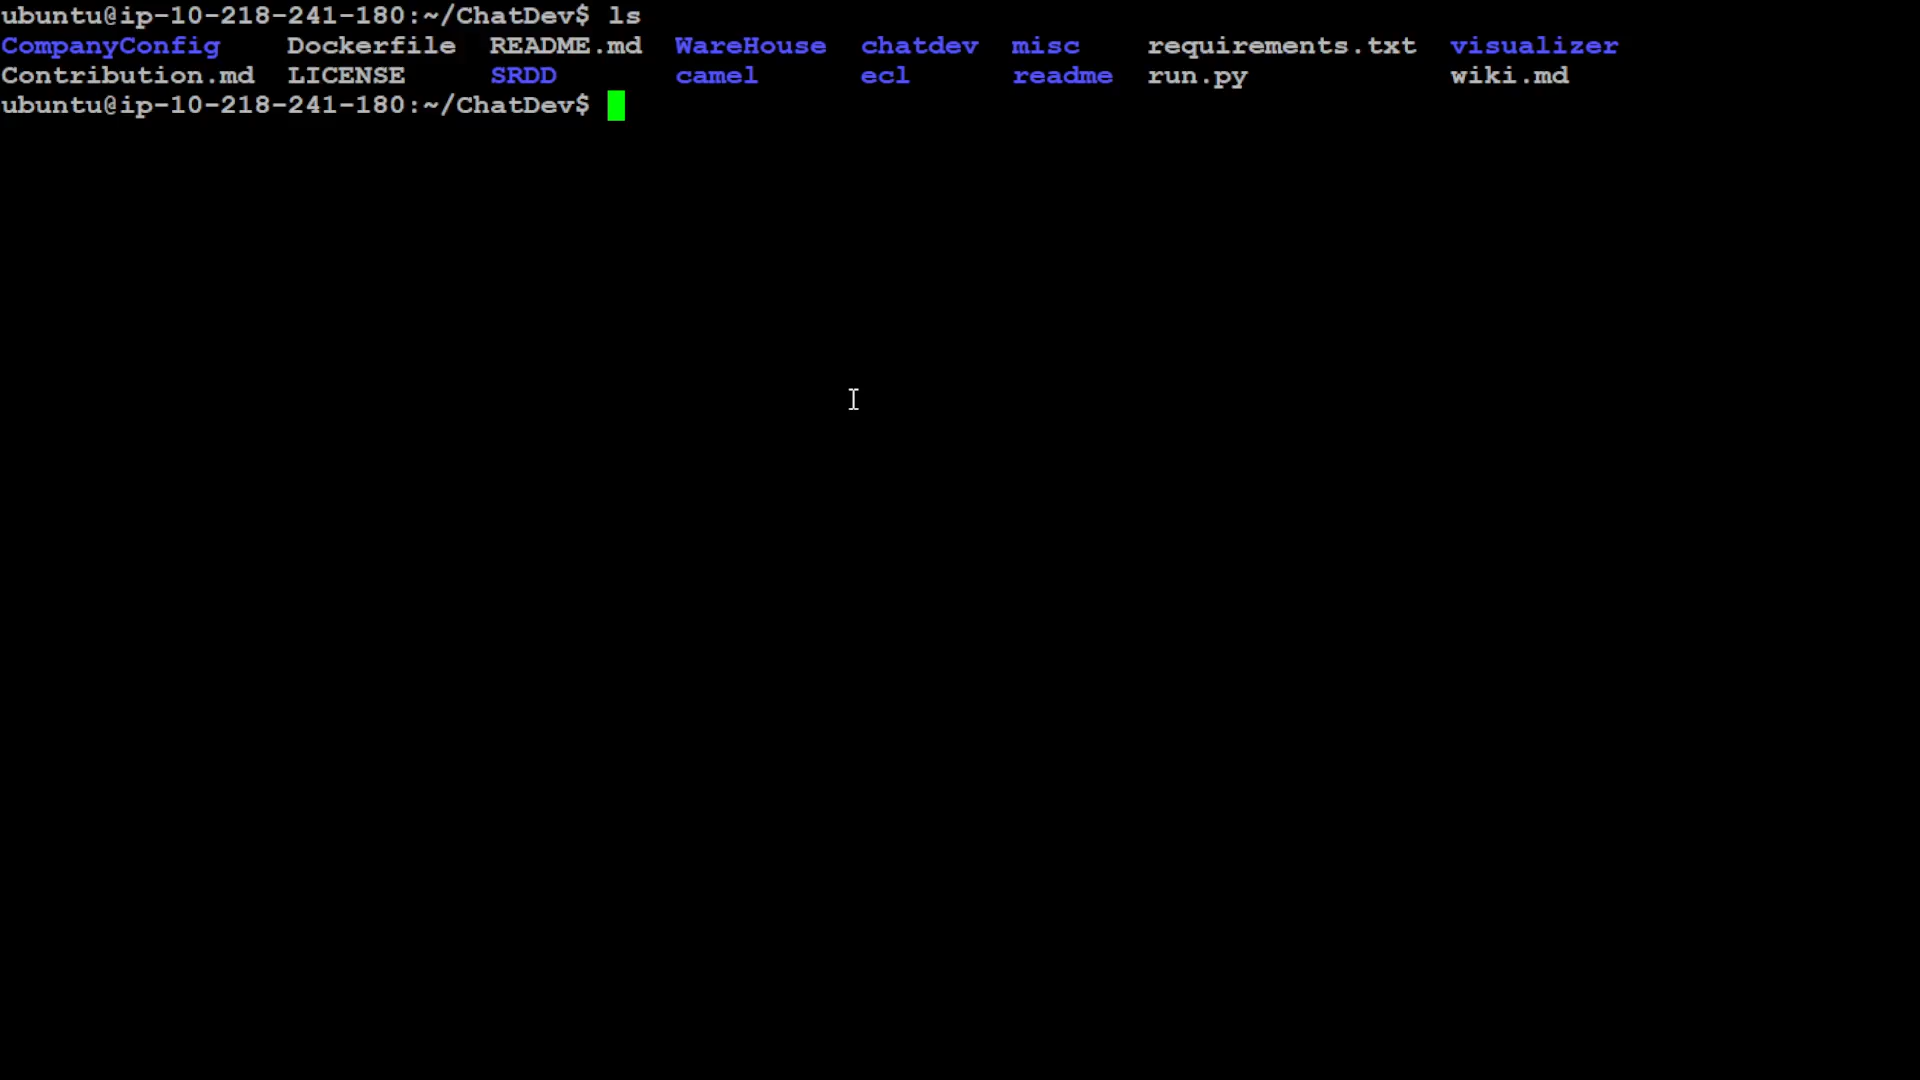 ubuntu@ip-10-218-241-180:~/ChatDev$ ls
CompanyConfig Dockerfile README.md WareHouse chatdev misc requirements.txt visualizer
Contribution.md LICENSE SRDD camel ecl readme run.py wiki.md
ubuntu@ip-10-218-241-180:~/ChatDev$